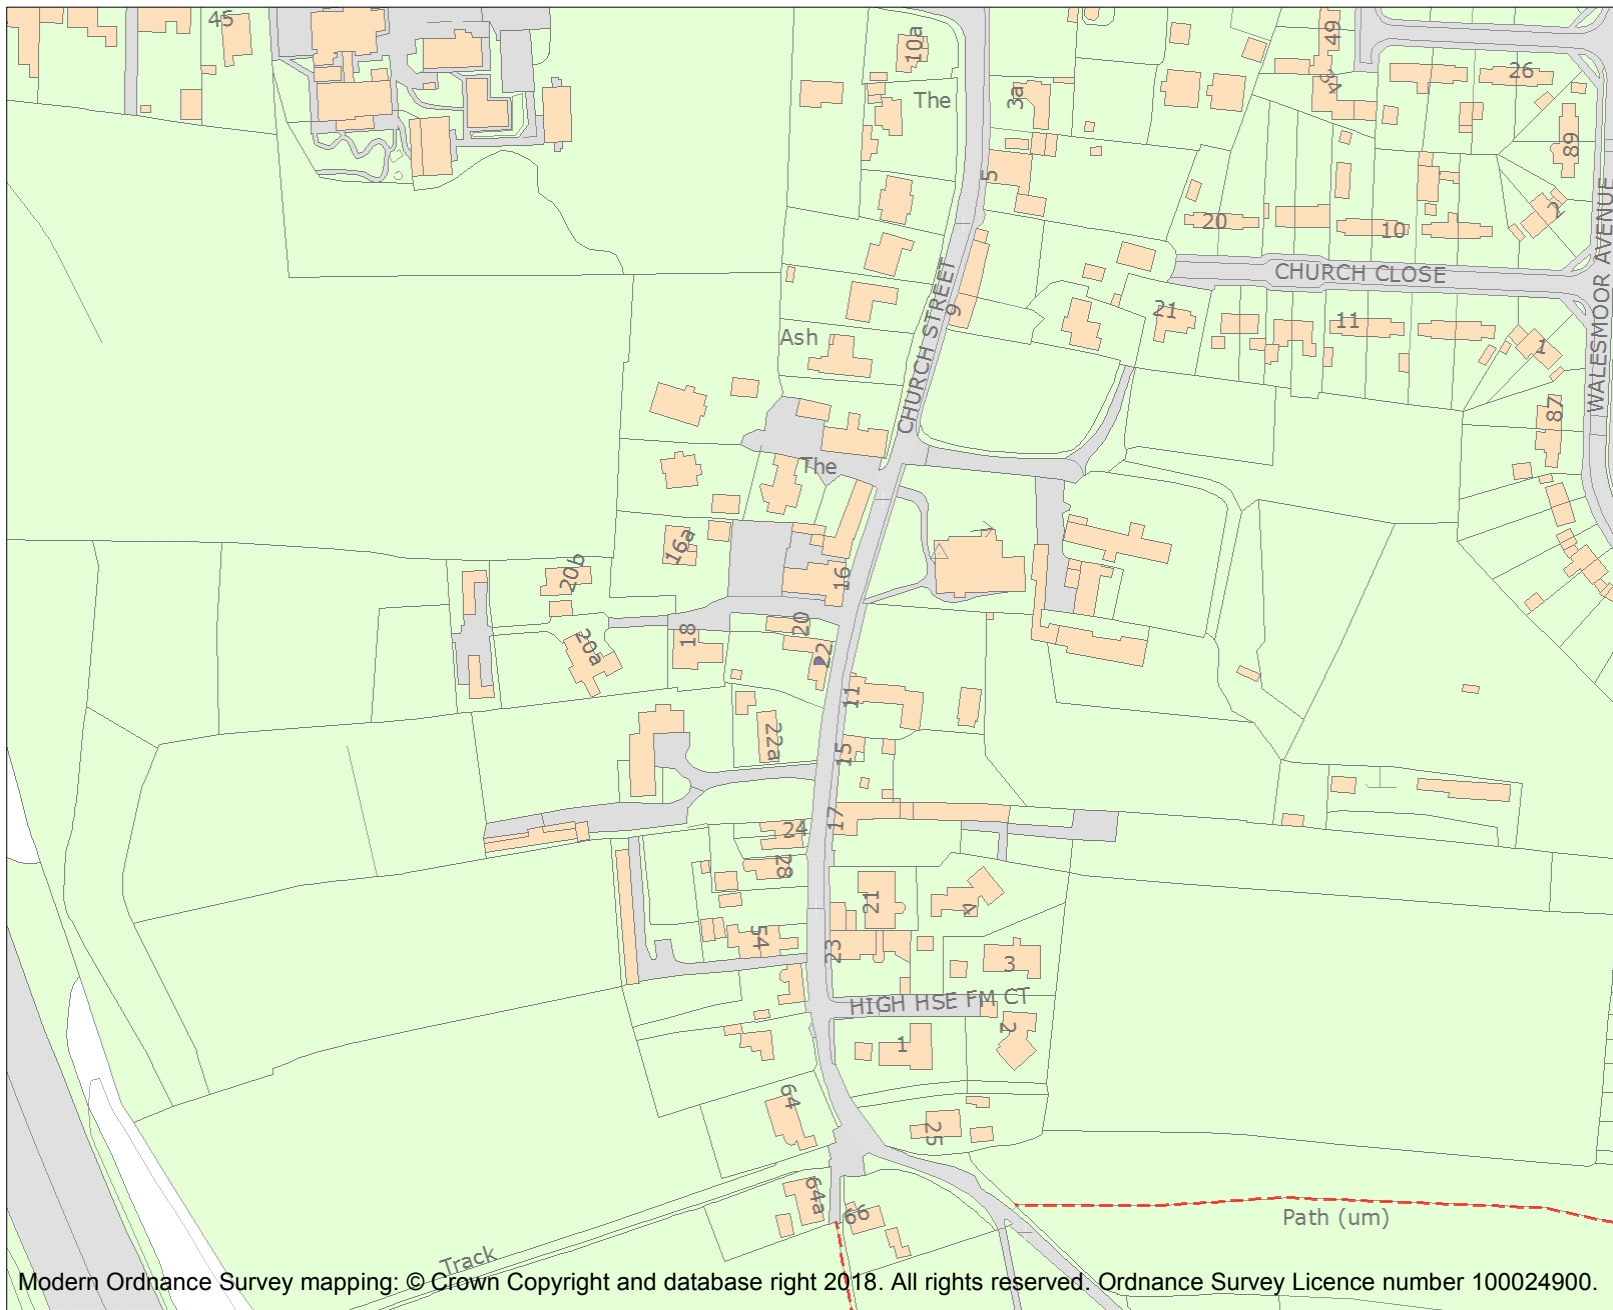 45
10a
49
34
26
The
3a
89
5
WALESMOOR AVENUE
2
20
10
CHURCH CLOSE
CHURCH STREET
9
21
11
Ash
1
87
The
16a
20b
16
20
18
20a
22
11
22a
15
17
24
28
21
4
54
23
3
HIGH HSE FM CT
2
1
64
25
64a
66
Path (um)
Track
Modern Ordnance Survey mapping: © Crown Copyright and database right 2018. All rights reserved. Ordnance Survey Licence number 100024900.